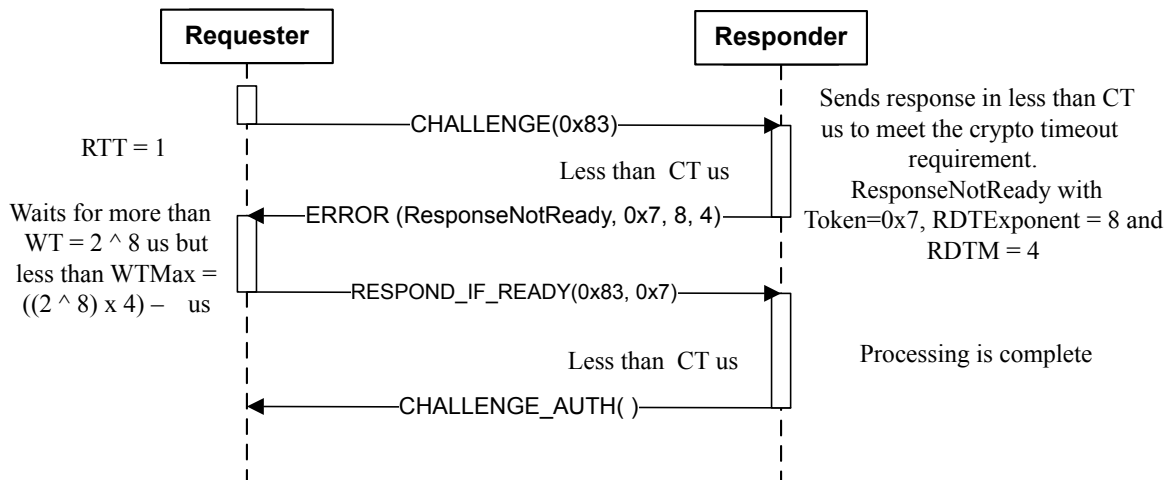 Requester
Responder
CHALLENGE(0x83)
RTT = 1
Less than CT us
Sends response in less than CT
us to meet the crypto timeout
requirement.
ResponseNotReady with
Token=0x7, RDTExponent = 8 and
RDTM = 4
ERROR (ResponseNotReady, 0x7, 8, 4)
Waits for more than
WT = 2 ^ 8 us but
less than WTMax =
((2 ^ 8) x 4) – us
RESPOND_IF_READY(0x83, 0x7)
Less than CT us
Processing is complete
CHALLENGE_AUTH( )